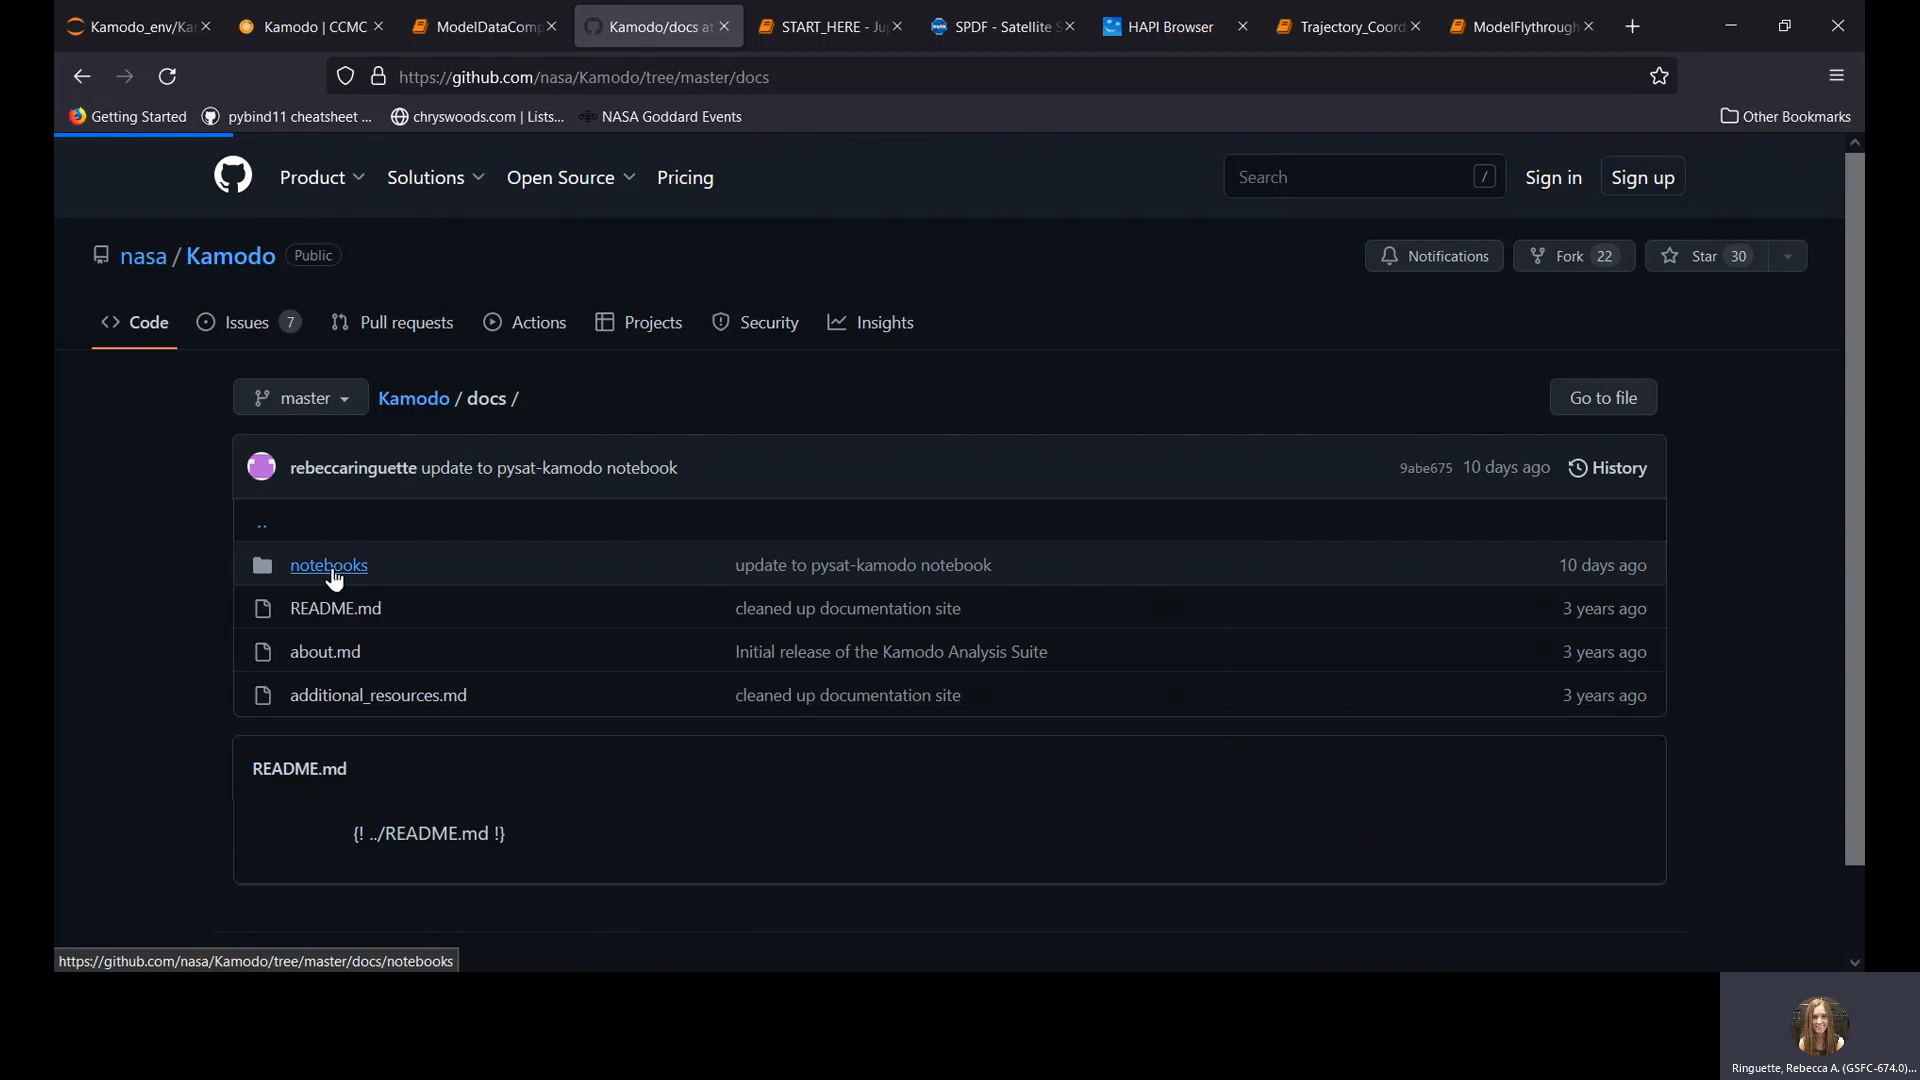 Kamodo_env/Ka
Kamodo | CCMC
ModelDataComp
Kamodo/docs at
START_HERE - Ju
SPDF - Satellite S
HAPI Browser
Trajectory_Coord
ModelFlythrough
https://github.com/nasa/Kamodo/tree/master/docs
Getting Started
pybind11 cheatsheet ...
chryswoods.com | Lists...
NASA Goddard Events
Other Bookmarks
Product
Solutions
Open Source
Pricing
Search /
Sign in
Sign up
nasa / Kamodo
Public
Notifications
Fork 22
Star 30
Code
Issues 7
Pull requests
Actions
Projects
Security
Insights
master
Kamodo / docs /
Go to file
rebeccaringuette update to pysat-kamodo notebook
9abe675 10 days ago
History
..
notebooks
update to pysat-kamodo notebook
10 days ago
README.md
cleaned up documentation site
3 years ago
about.md
Initial release of the Kamodo Analysis Suite
3 years ago
additional_resources.md
cleaned up documentation site
3 years ago
README.md
{! ../README.md !}
https://github.com/nasa/Kamodo/tree/master/docs/notebooks
Ringuette, Rebecca A. (GSFC-674.0)...